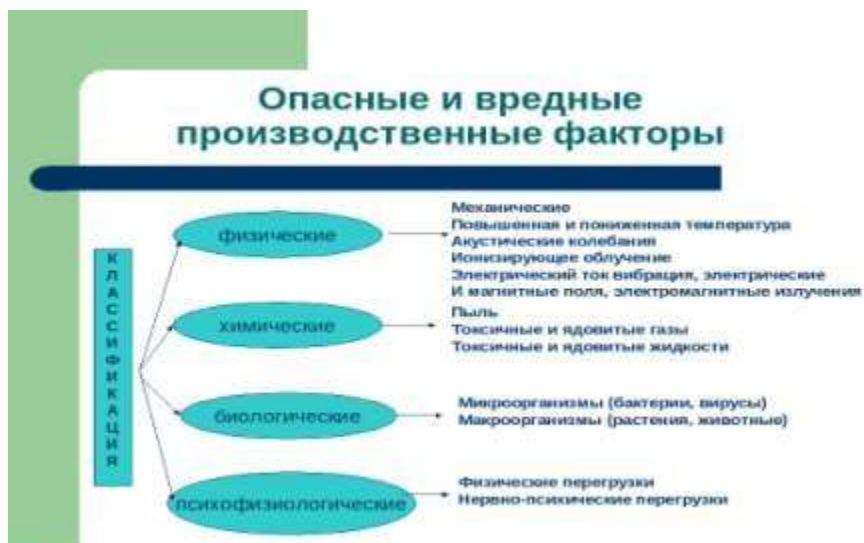 Опасные и вредные
производственные факторы
КЛАССИФИКАЦИЯ
физические
Механические
Повышенная и пониженная температура
Акустические колебания
Ионизирующее облучение
Электрический ток вибрация, электрические
И магнитные поля, электромагнитные излучения
химические
Пыль
Токсичные и ядовитые газы
Токсичные и ядовитые жидкости
биологические
Микроорганизмы (бактерии, вирусы)
Макроорганизмы (растения, животные)
психофизиологические
Физические перегрузки
Нервно-психические перегрузки